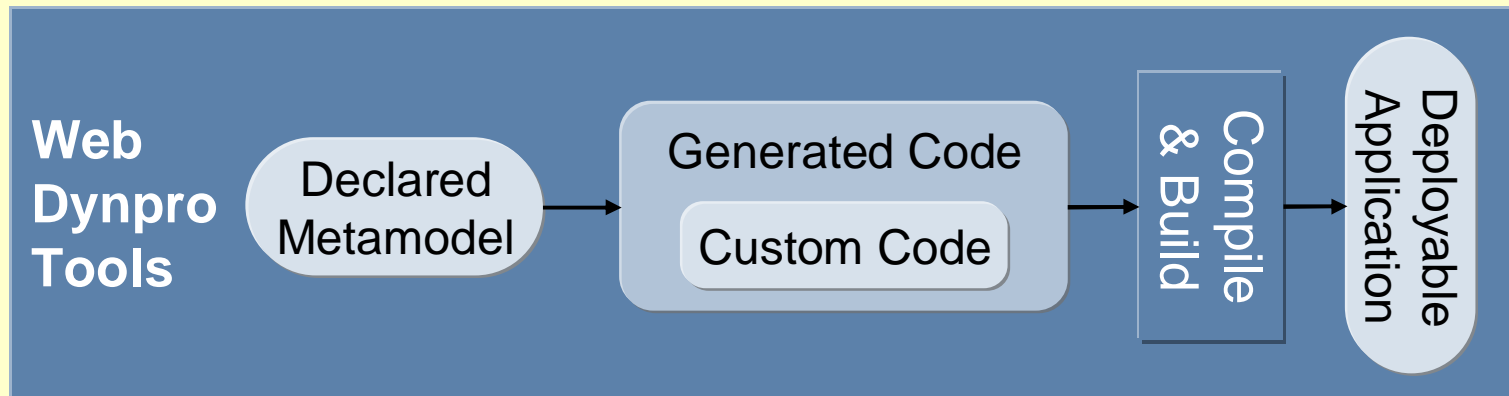 Web
Dynpro
Tools
Declared
Metamodel
Generated Code
Custom Code
Compile
& Build
Deployable
Application